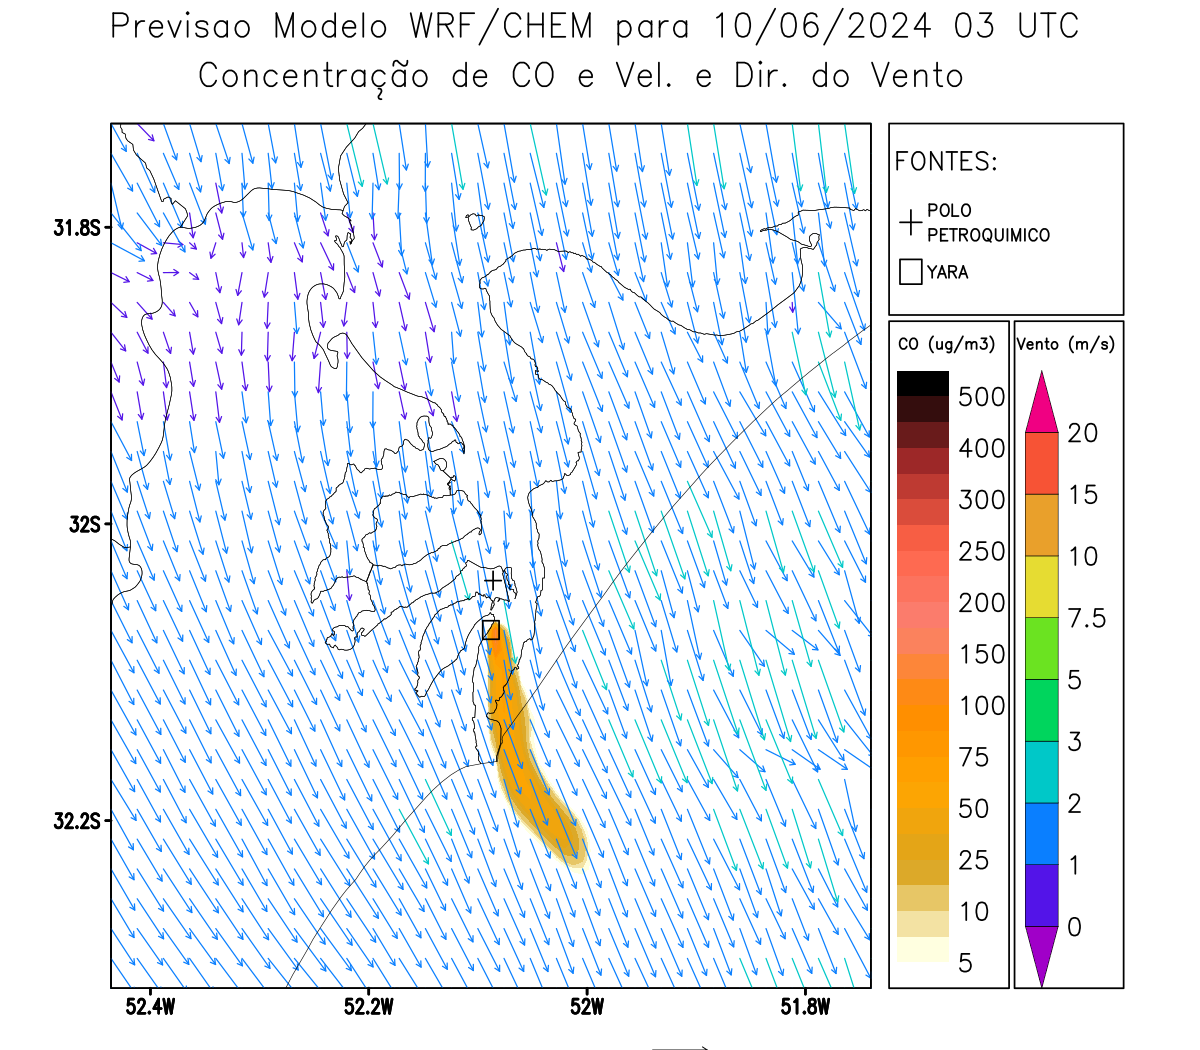 Previsao Modelo WRF/CHEM para 10/06/2024 03 UTC
Concentração de CO e Vel. e Dir. do Vento
FONTES:
POLO
PETROQUIMICO
YARA
CO (ug/m3)
500
400
300
250
200
150
100
75
50
25
10
5
Vento (m/s)
20
15
10
7.5
5
3
2
1
0
31.8S
32S
32.2S
52.4W
52.2W
52W
51.8W